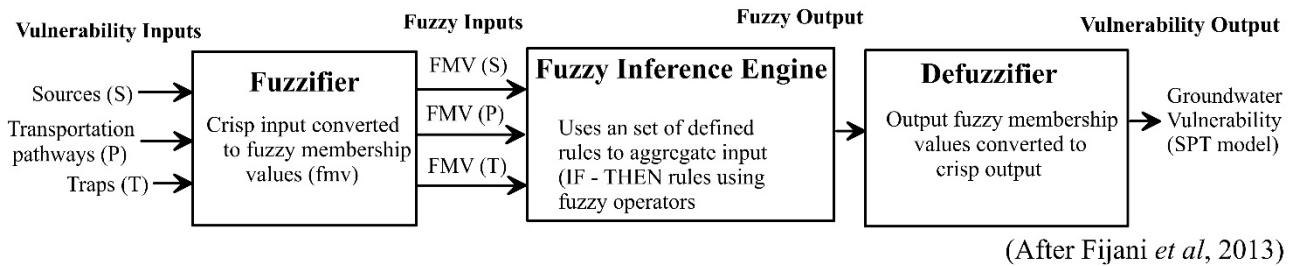 Vulnerability Inputs
Fuzzy Inputs
Fuzzy Output
Vulnerability Output
Sources (S)
Transportation
pathways (P)
Traps (T)
Fuzzifier
Crisp input converted
to fuzzy membership
values (fmv)
FMV (S)
FMV (P)
FMV (T)
Fuzzy Inference Engine
Uses an set of defined
rules to aggregate input
(IF - THEN rules using
fuzzy operators
Defuzzifier
Output fuzzy membership
values converted to
crisp output
Groundwater
Vulnerability
(SPT model)
(After Fijani et al, 2013)